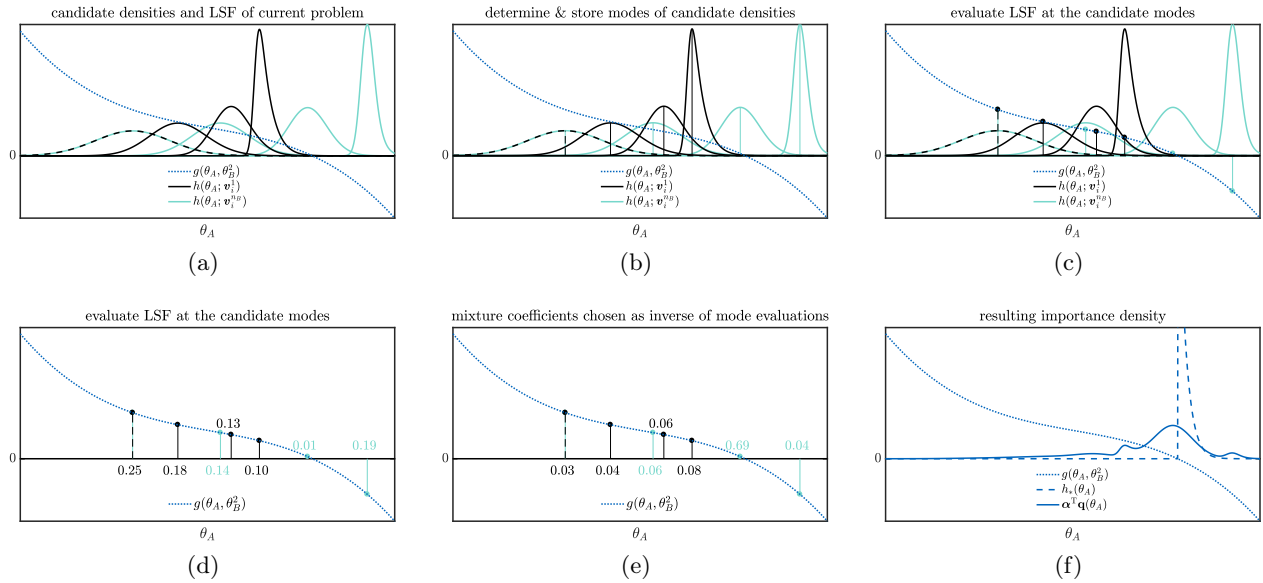 candidate densities and LSF of current problem
0
g(θ_A, θ_B^2)
h(θ_A; v_i^1)
h(θ_A; v_i^{n_B})
θ_A
(a)
determine & store modes of candidate densities
0
g(θ_A, θ_B^2)
h(θ_A; v_i^1)
h(θ_A; v_i^{n_B})
θ_A
(b)
evaluate LSF at the candidate modes
0
g(θ_A, θ_B^2)
h(θ_A; v_i^1)
h(θ_A; v_i^{n_B})
θ_A
(c)
evaluate LSF at the candidate modes
0.13
0.01
0.19
0
0.25
0.18
0.14
0.10
g(θ_A, θ_B^2)
θ_A
(d)
mixture coefficients chosen as inverse of mode evaluations
0.06
0.69
0.04
0
0.03
0.04
0.06
0.08
g(θ_A, θ_B^2)
θ_A
(e)
resulting importance density
0
g(θ_A, θ_B^2)
h_*(θ_A)
α^T q(θ_A)
θ_A
(f)